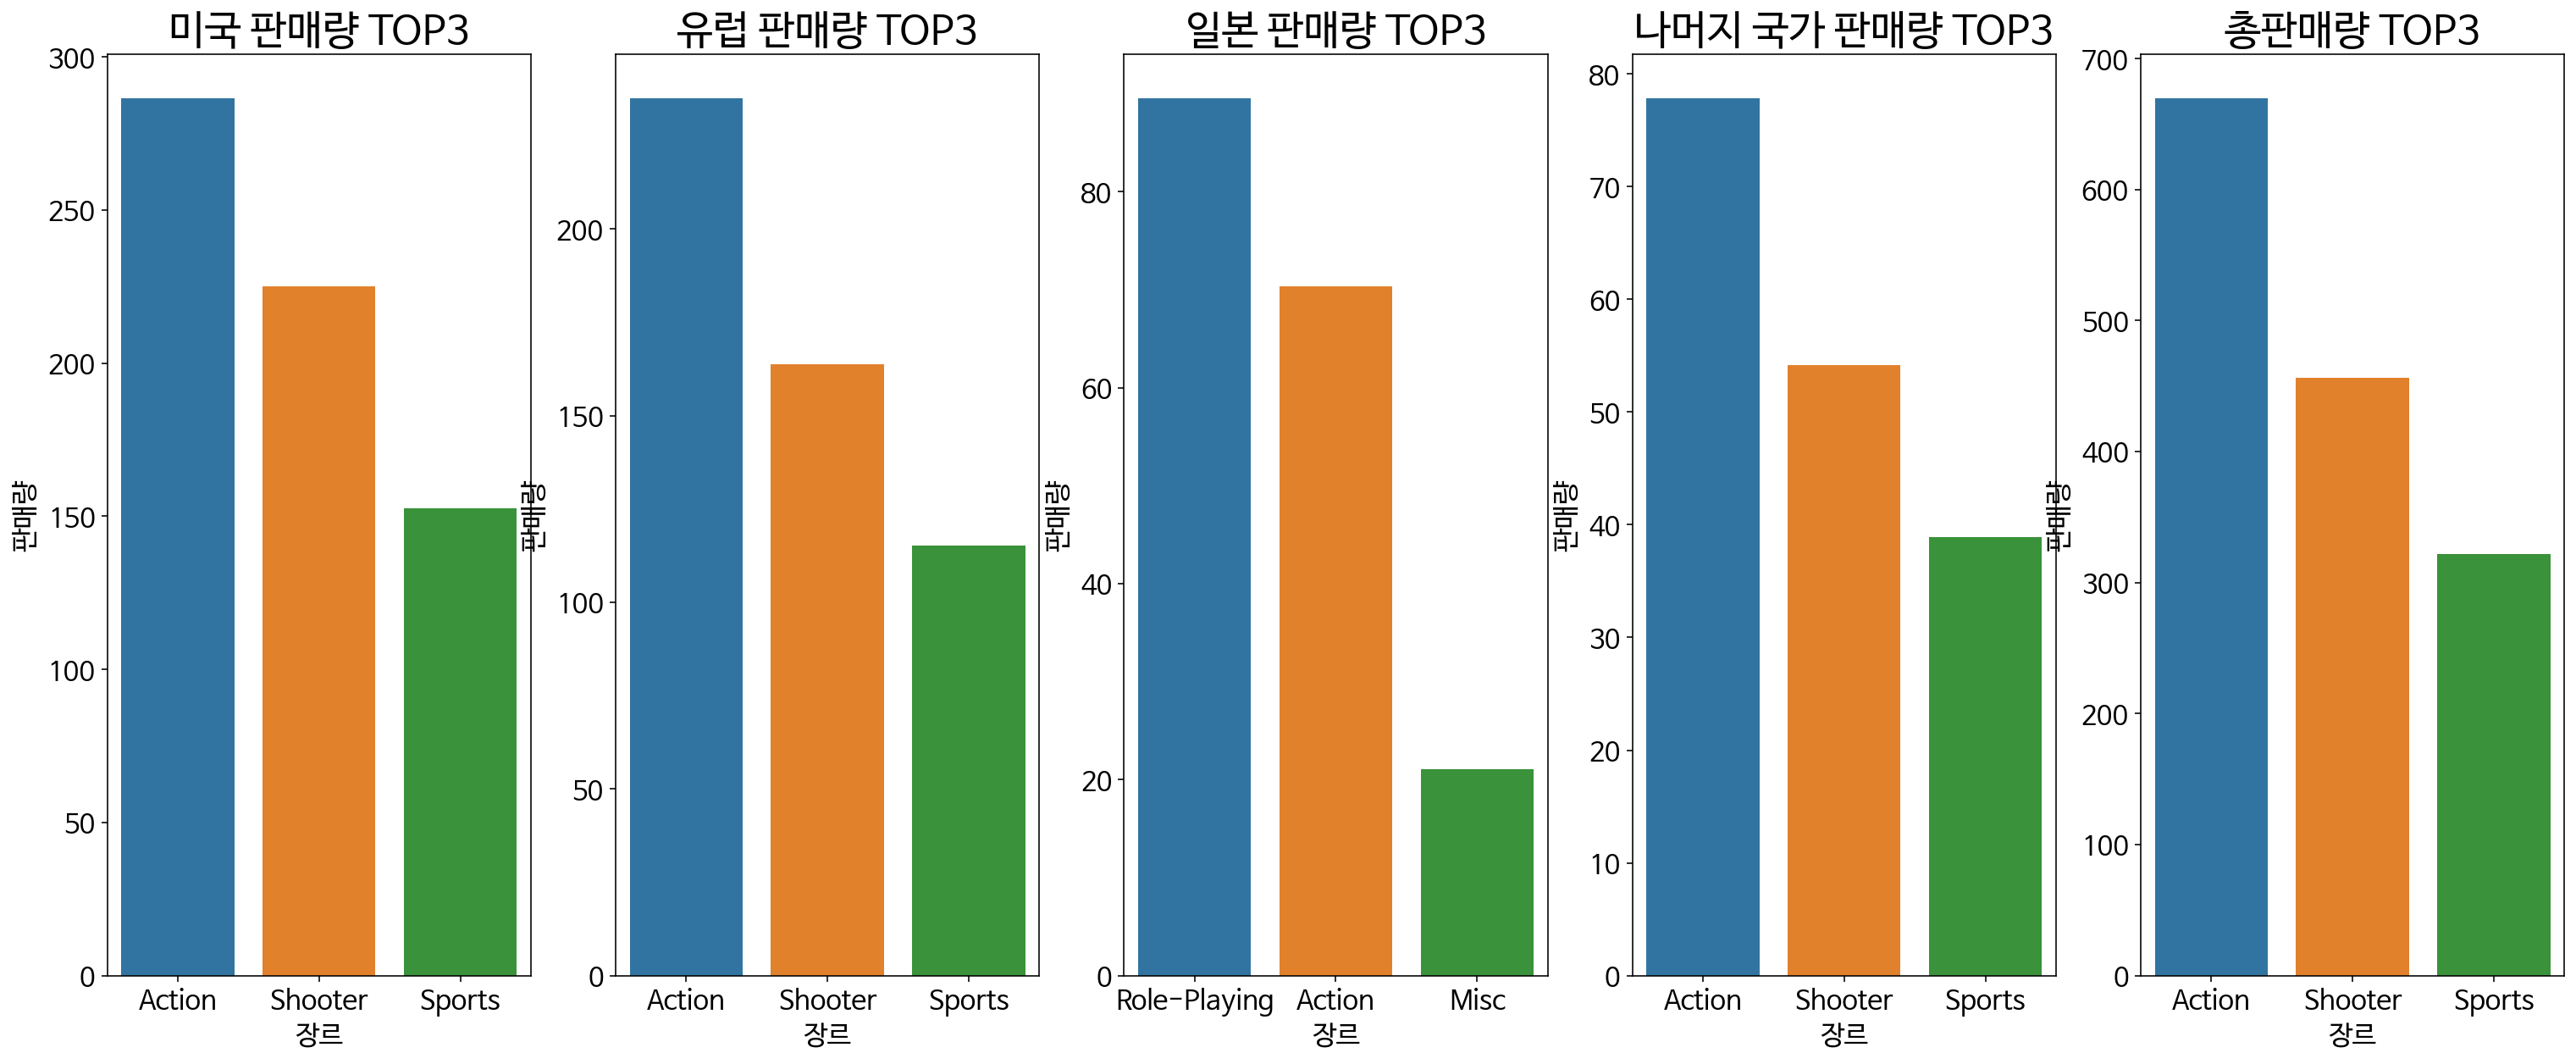 미국 판매량 TOP3
300
250
200
150
100
50
0
판매량
Action Shooter Sports
장르
유럽 판매량 TOP3
200
150
100
50
0
판매량
Action Shooter Sports
장르
일본 판매량 TOP3
80
60
40
20
0
판매량
Role-Playing Action Misc
장르
나머지 국가 판매량 TOP3
80
70
60
50
40
30
20
10
0
판매량
Action Shooter Sports
장르
총판매량 TOP3
700
600
500
400
300
200
100
0
판매량
Action Shooter Sports
장르